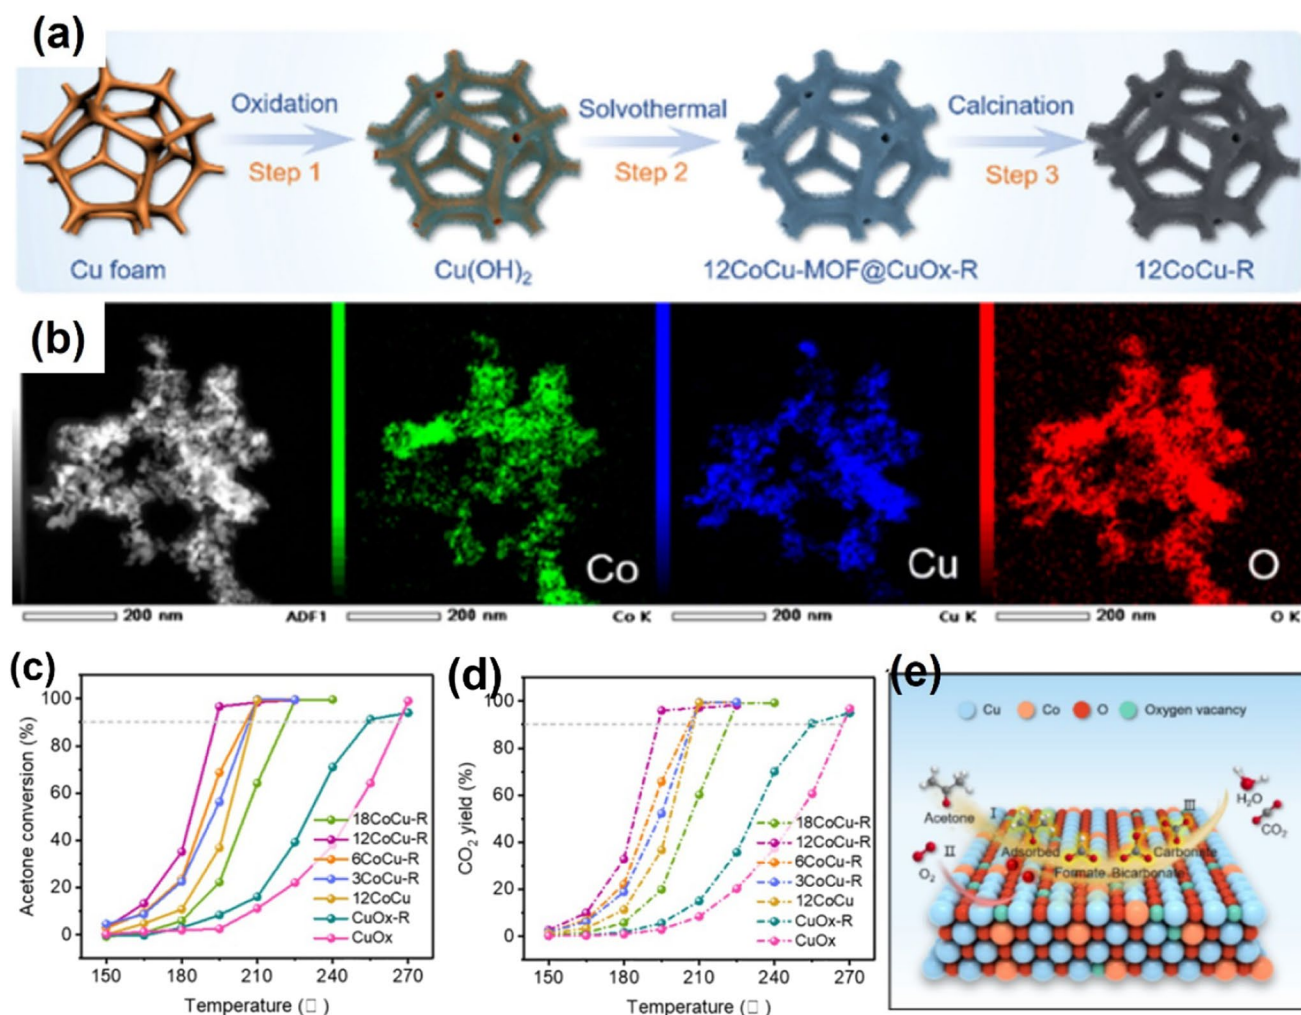 (a)
Oxidation
Solvothermal
Calcination
Step 1
Step 2
Step 3
Cu foam
Cu(OH)2
12CoCu-MOF@CuOx-R
12CoCu-R
(b)
Co
Cu
O
200 nm ADF1
200 nm Co K
200 nm Cu K
200 nm O K
(c)
100
80
60
40
20
0
Acetone conversion (%)
18CoCu-R
12CoCu-R
6CoCu-R
3CoCu-R
12CoCu
CuOx-R
CuOx
150 180 210 240 270
Temperature (□)
(d)
100
80
60
40
20
0
CO2 yield (%)
18CoCu-R
12CoCu-R
6CoCu-R
3CoCu-R
12CoCu
CuOx-R
CuOx
150 180 210 240 270
Temperature (□)
(e)
Cu Co O Oxygen vacancy
Acetone
I
III
H2O
CO2
II
O2
Adsorbed
Carbonate
Formate Bicarbonate